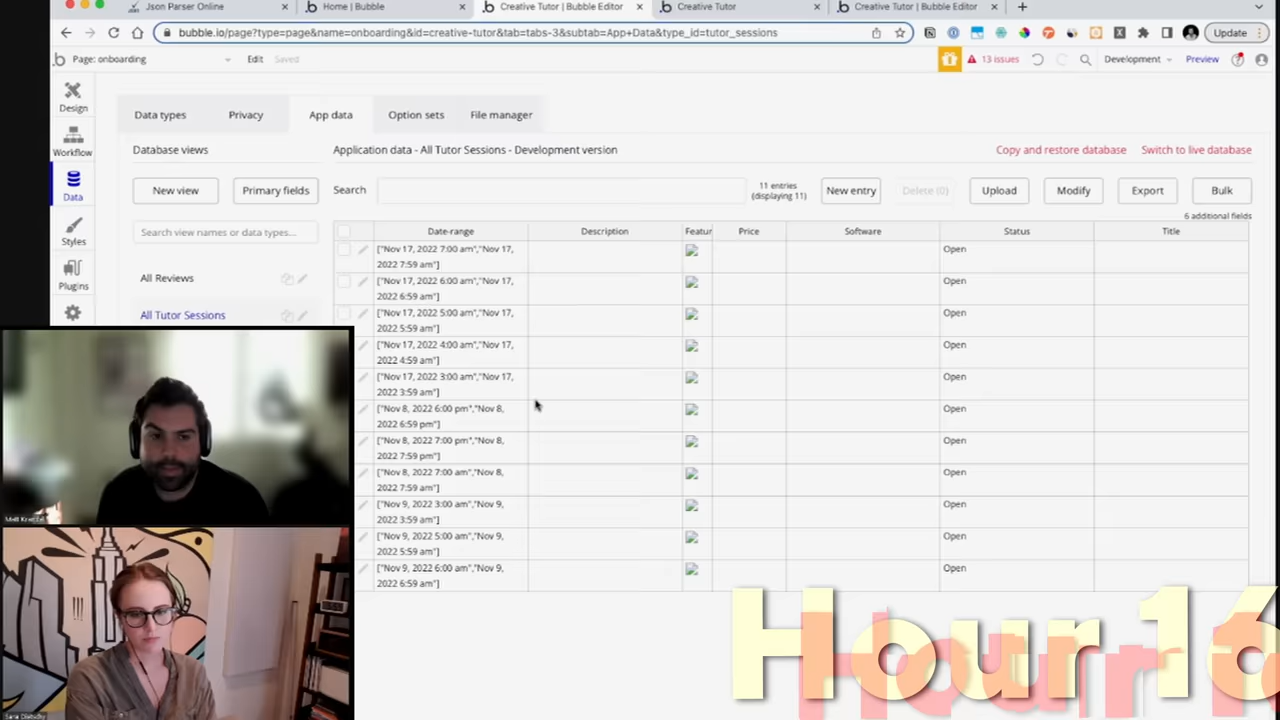 Json Parser Online
Home | Bubble
Creative Tutor | Bubble Editor
Creative Tutor
Creative Tutor | Bubble Editor
bubble.io/page?type=page&name=onboarding&id=creative-tutor&tab=tabs-3&subtab=App+Data&type_id=tutor_sessions
Update
Page: onboarding
Edit
Saved
13 issues
Development
Preview
Design
Workflow
Data
Styles
Plugins
Data types
Privacy
App data
Option sets
File manager
Database views
Application data - All Tutor Sessions - Development version
Copy and restore database
Switch to live database
New view
Primary fields
Search
11 entries
(displaying 11)
New entry
Delete (0)
Upload
Modify
Export
Bulk
6 additional fields
Search view names or data types...
All Reviews
All Tutor Sessions
Date-range
Description
Featur
Price
Software
Status
Title
["Nov 17, 2022 7:00 am","Nov 17,
2022 7:59 am"]
Open
["Nov 17, 2022 6:00 am","Nov 17,
2022 6:59 am"]
Open
["Nov 17, 2022 5:00 am","Nov 17,
2022 5:59 am"]
Open
["Nov 17, 2022 4:00 am","Nov 17,
2022 4:59 am"]
Open
["Nov 17, 2022 3:00 am","Nov 17,
2022 3:59 am"]
Open
["Nov 8, 2022 6:00 pm","Nov 8,
2022 6:59 pm"]
Open
["Nov 8, 2022 7:00 pm","Nov 8,
2022 7:59 pm"]
Open
["Nov 8, 2022 7:00 am","Nov 8,
2022 7:59 am"]
Open
["Nov 9, 2022 3:00 am","Nov 9,
2022 3:59 am"]
Open
["Nov 9, 2022 5:00 am","Nov 9,
2022 5:59 am"]
Open
["Nov 9, 2022 6:00 am","Nov 9,
2022 6:59 am"]
Open
Hour 16